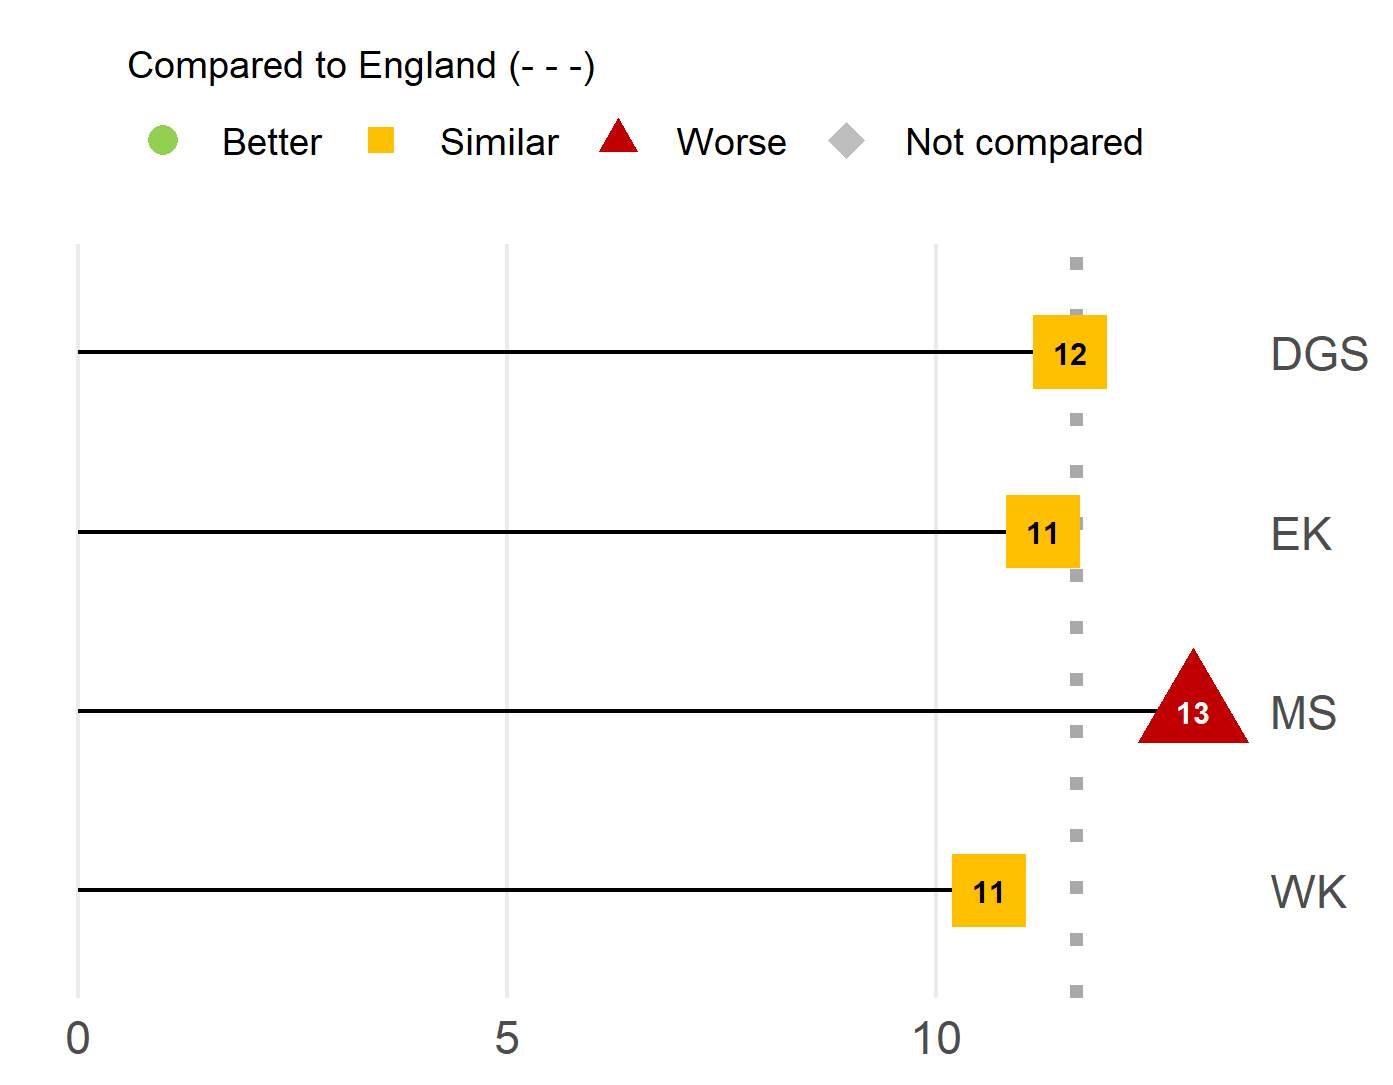 Compared to England (- - -)
Better Similar Worse Not compared
12 DGS
11 EK
13 MS
11 WK
0 5 10